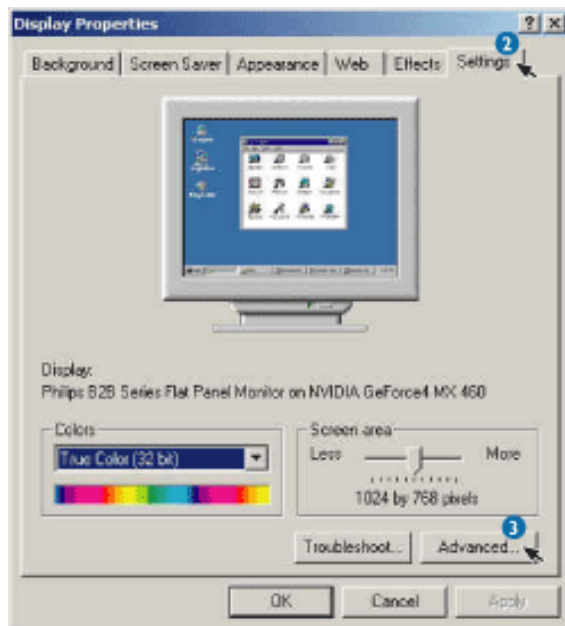 Display Properties
2
Background Screen Saver Appearance Web Effects Settings
Display:
Philips B2B Series Flat Panel Monitor on NVIDIA GeForce4 MX 460
Colors
True Color (32 bit)
Screen area
Less More
1024 by 768 pixels
3
Troubleshoot... Advanced...
OK Cancel Apply